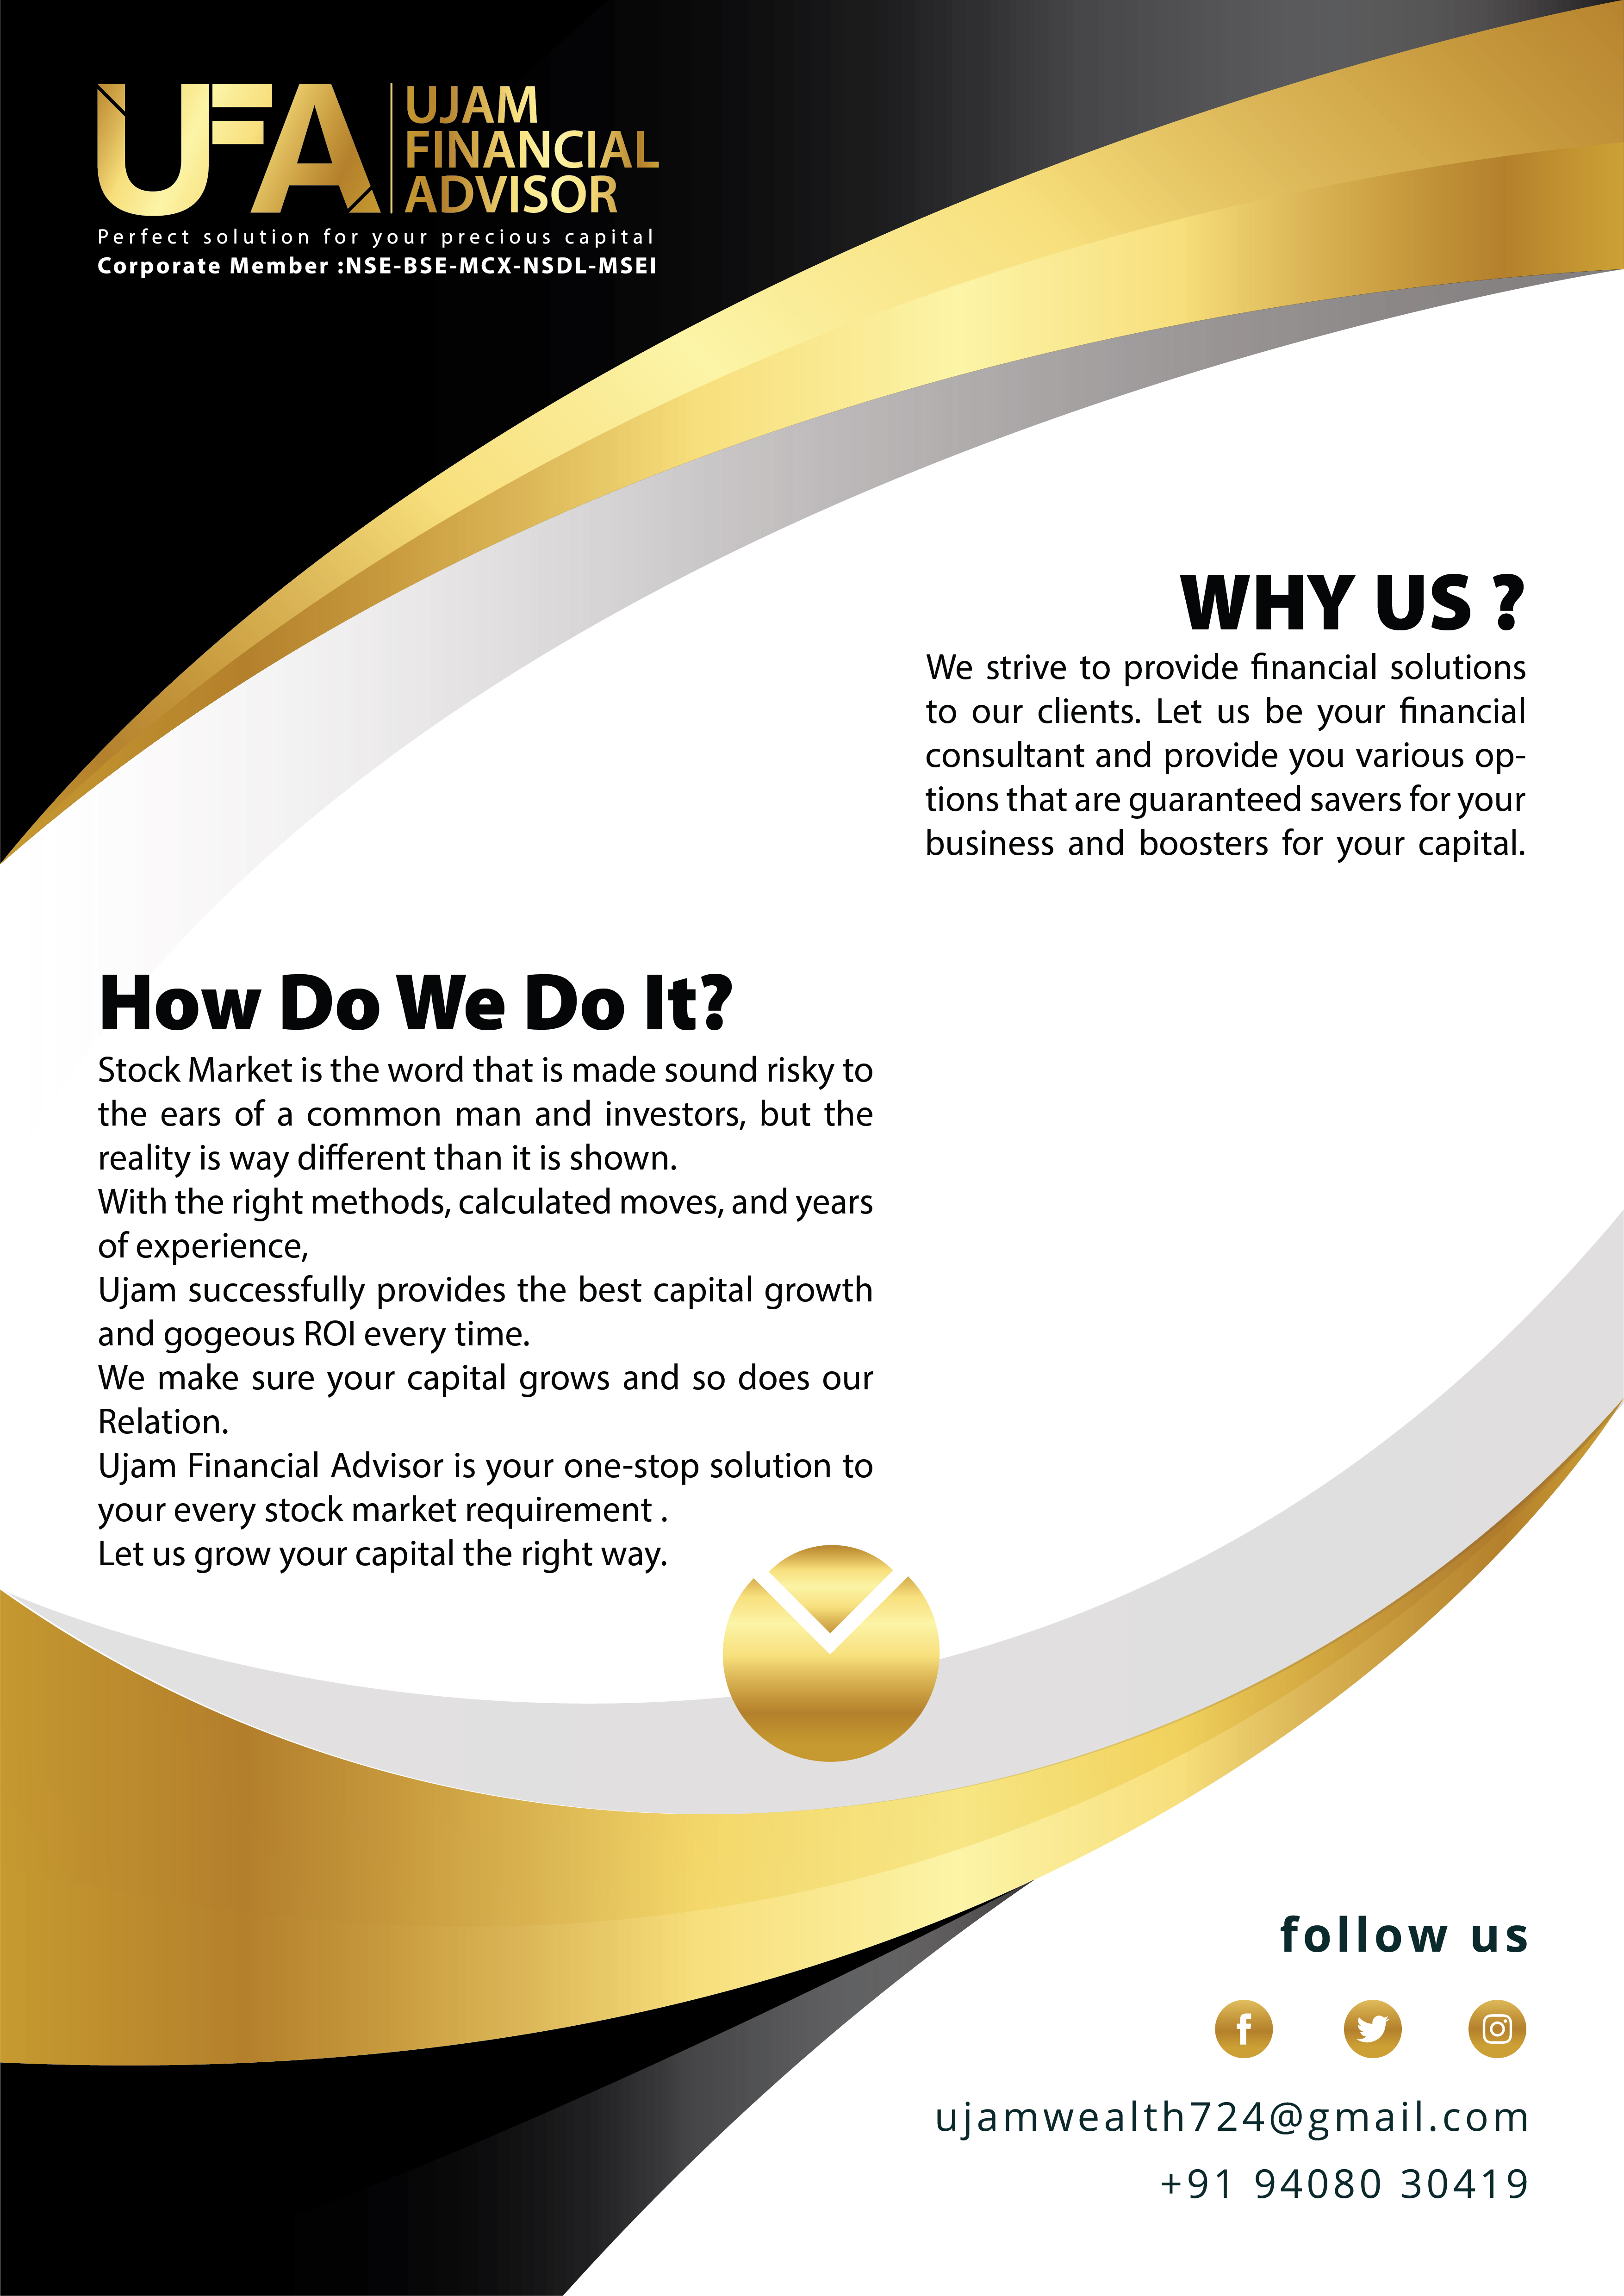 UFA
UJAM
FINANCIAL
ADVISOR
Perfect solution for your precious capital
Corporate Member :NSE-BSE-MCX-NSDL-MSEI
WHY US ?
We strive to provide financial solutions
to our clients. Let us be your financial
consultant and provide you various op-
tions that are guaranteed savers for your
business and boosters for your capital.
How Do We Do It?
Stock Market is the word that is made sound risky to
the ears of a common man and investors, but the
reality is way different than it is shown.
With the right methods, calculated moves, and years
of experience,
Ujam successfully provides the best capital growth
and gogeous ROI every time.
We make sure your capital grows and so does our
Relation.
Ujam Financial Advisor is your one-stop solution to
your every stock market requirement .
Let us grow your capital the right way.
follow us
ujamwealth724@gmail.com
+91 94080 30419